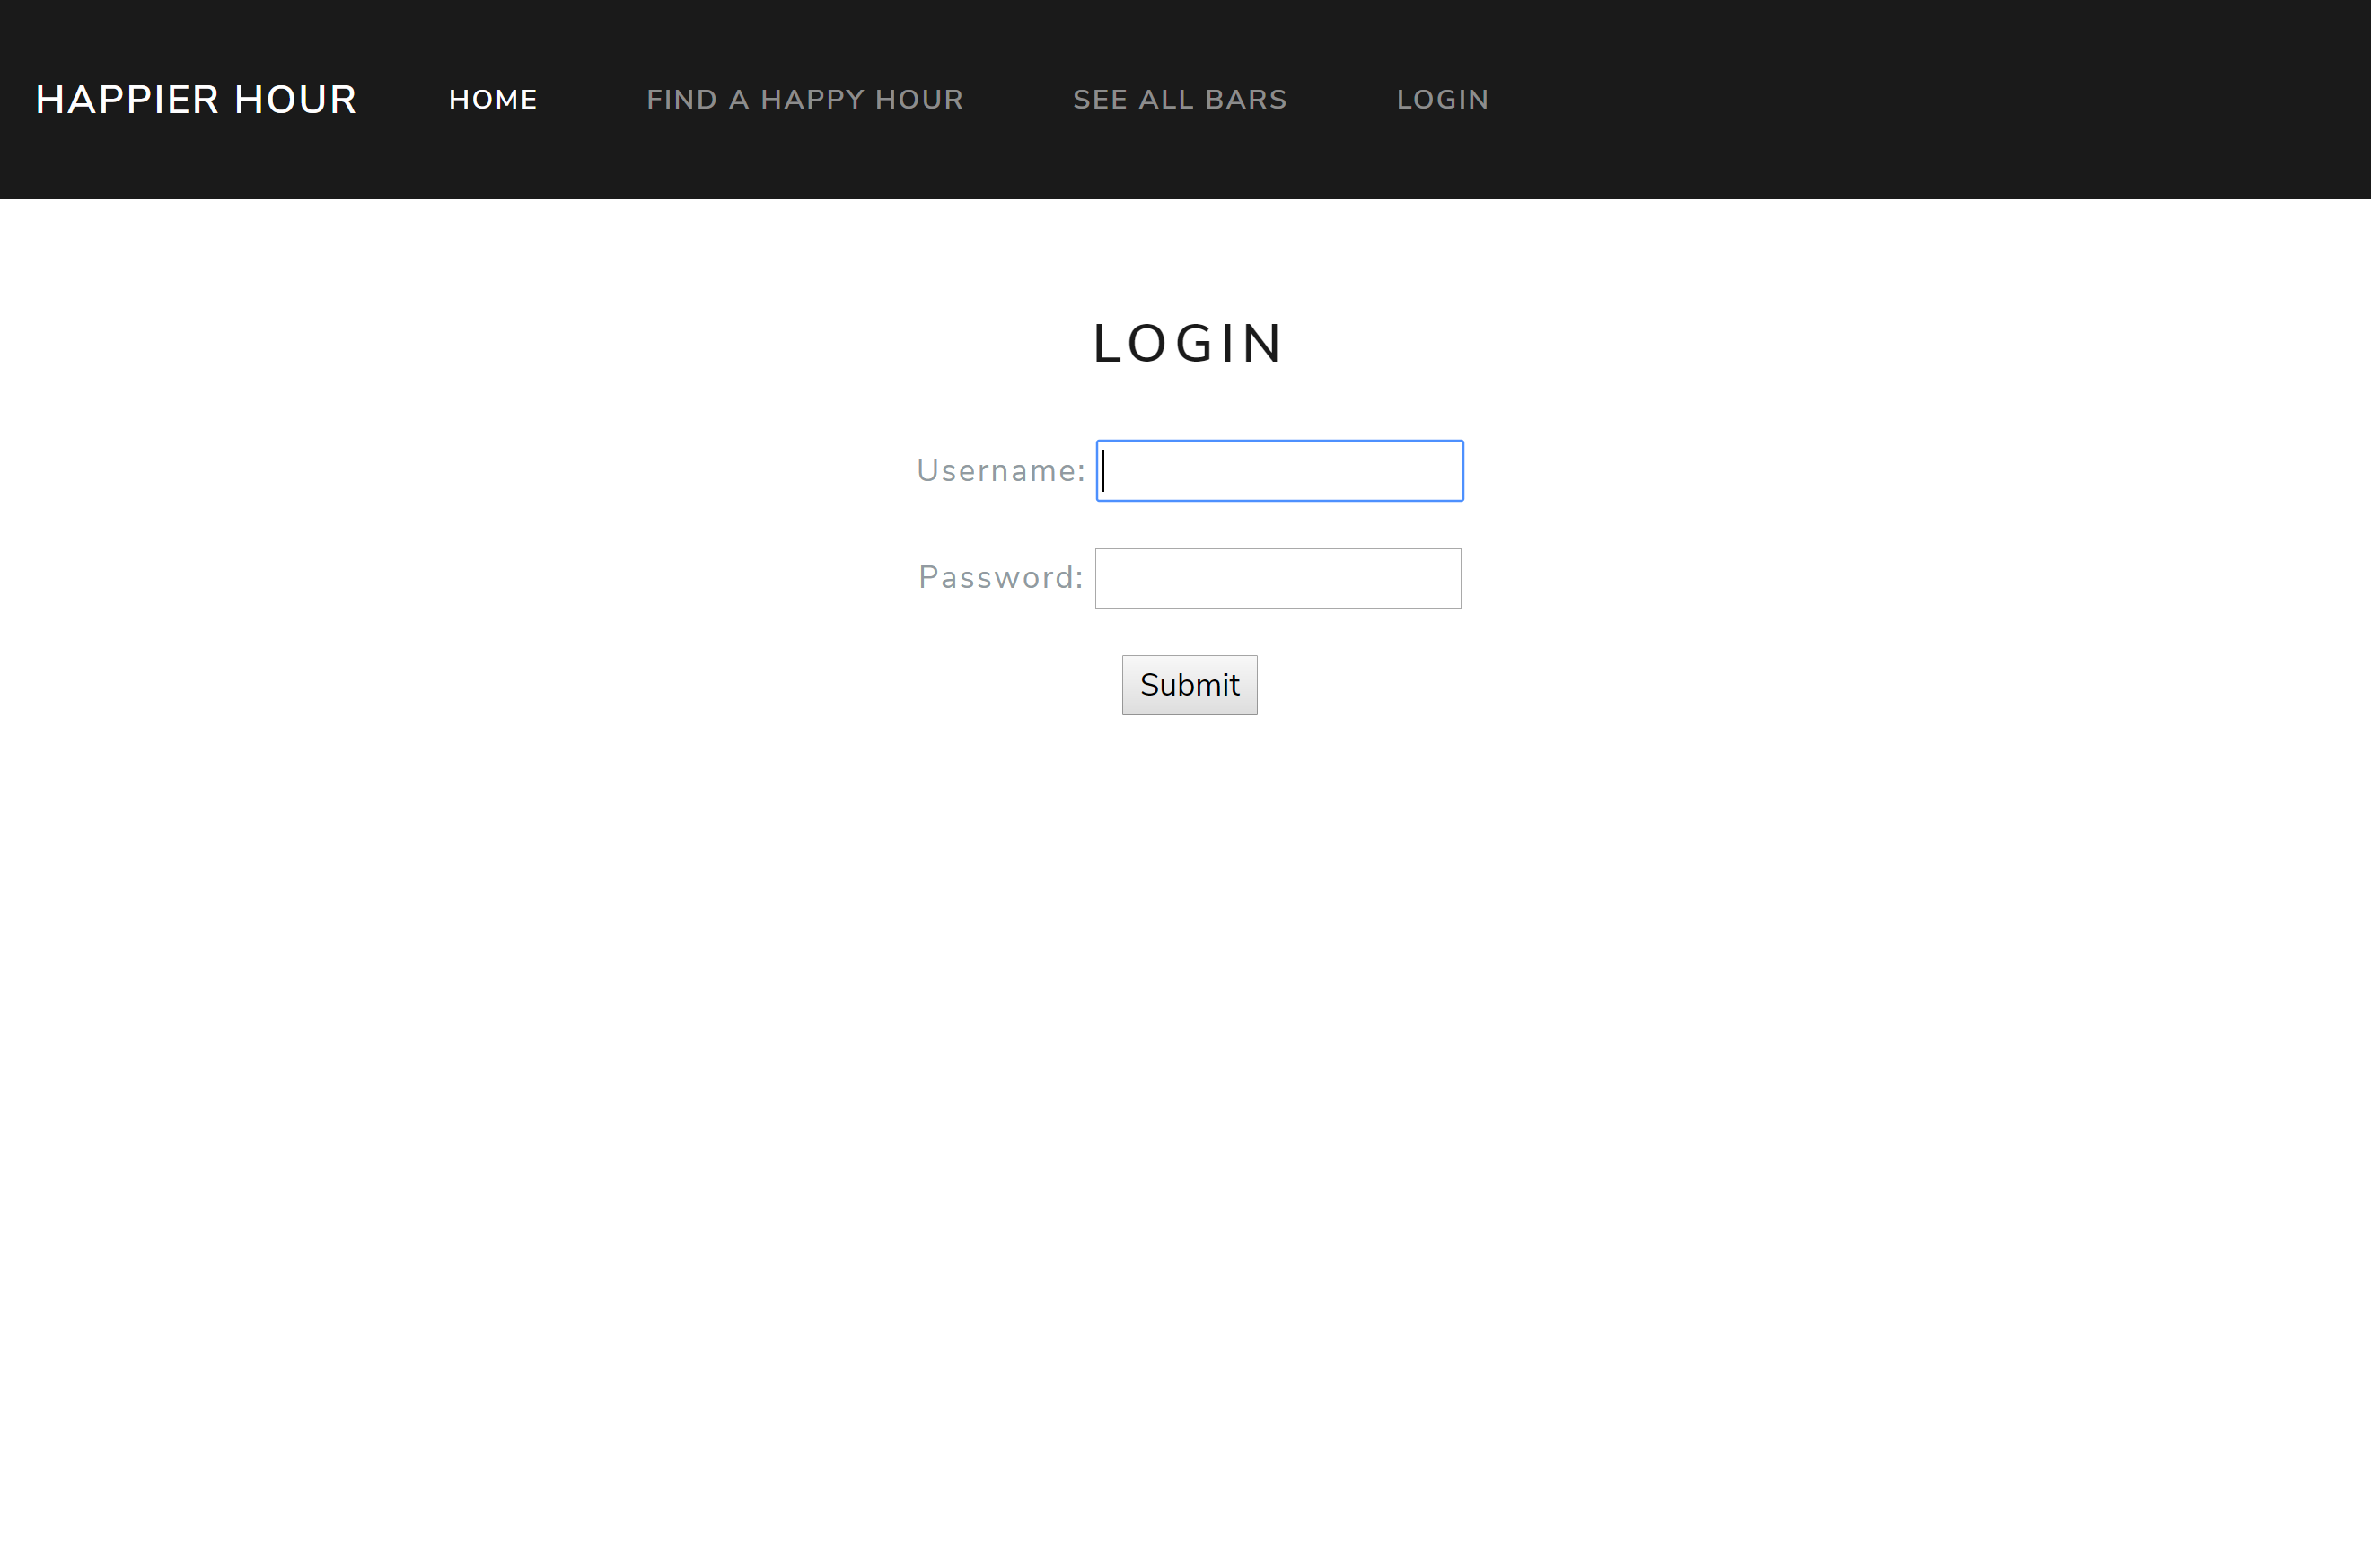 HAPPIER HOUR HOME FIND A HAPPY HOUR SEE ALL BARS LOGIN
LOGIN
Username:
Password:
Submit